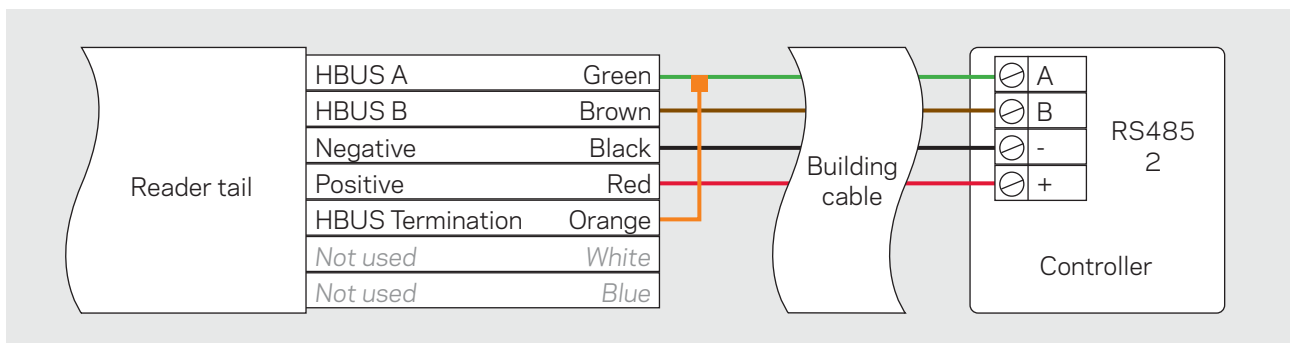 Reader tail
HBUS A Green
HBUS B Brown
Negative Black
Positive Red
HBUS Termination Orange
Not used White
Not used Blue
Building
cable
A
B
-
+
RS485
2
Controller